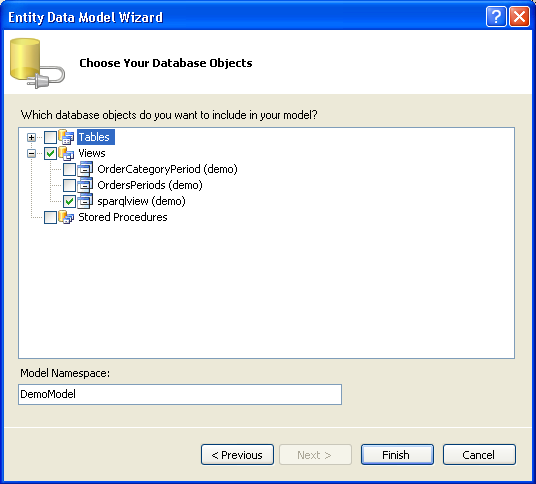 Entity Data Model Wizard
Choose Your Database Objects
Which database objects do you want to include in your model?
Tables
Views
OrderCategoryPeriod (demo)
OrdersPeriods (demo)
sparqlview (demo)
Stored Procedures
Model Namespace:
DemoModel
< Previous
Next >
Finish
Cancel